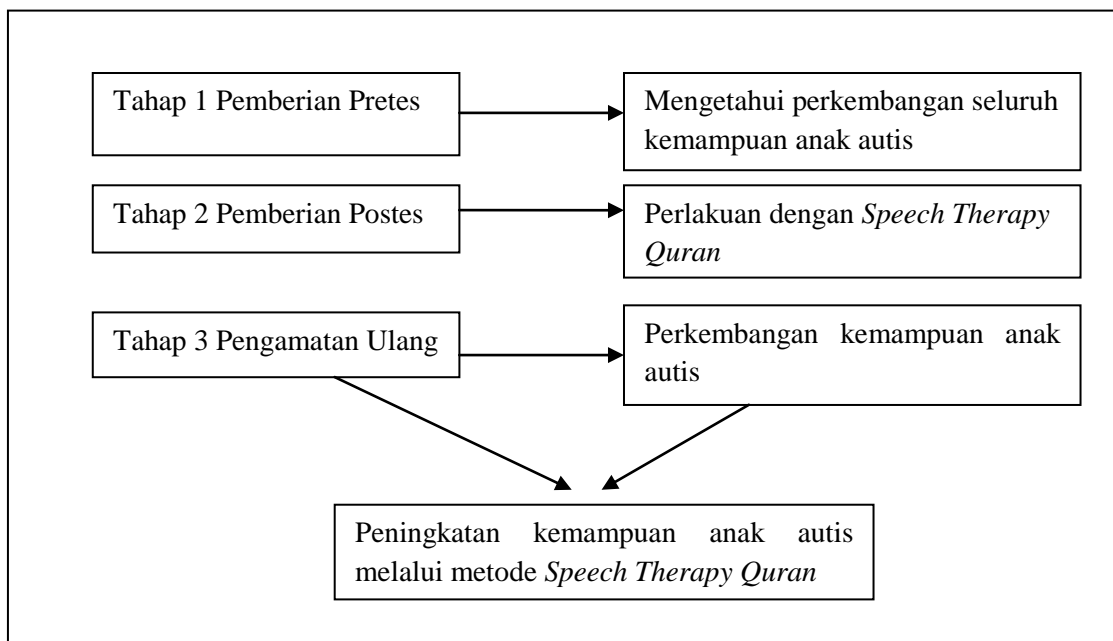 Tahap 1 Pemberian Pretes
Mengetahui perkembangan seluruh
kemampuan anak autis
Tahap 2 Pemberian Postes
Perlakuan dengan Speech Therapy
Quran
Tahap 3 Pengamatan Ulang
Perkembangan kemampuan anak
autis
Peningkatan kemampuan anak autis
melalui metode Speech Therapy Quran